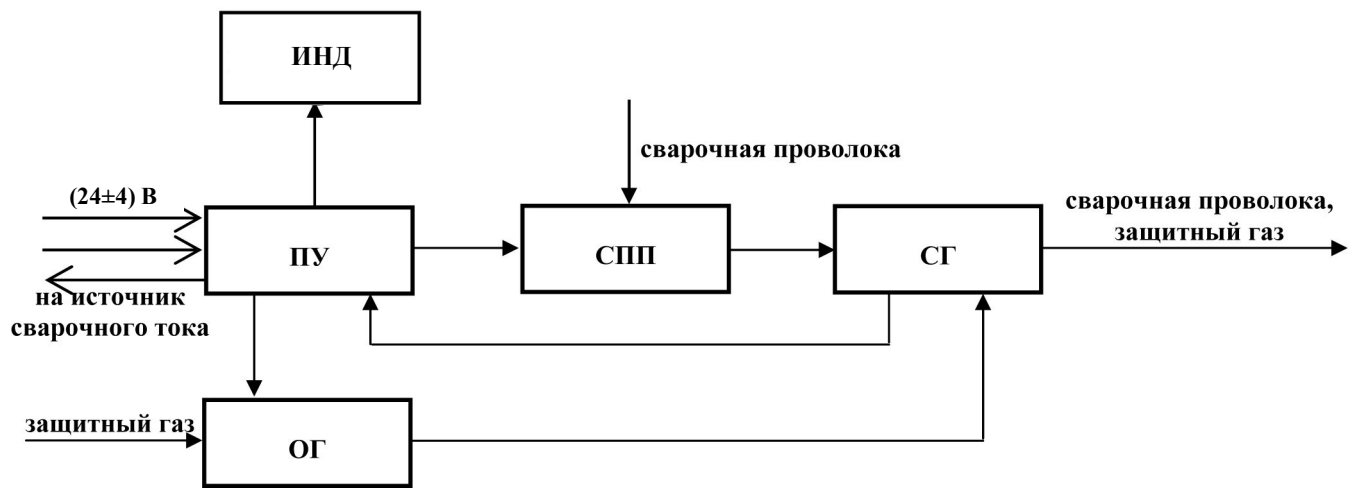 ИНД
сварочная проволока
(24±4) В
сварочная проволока,
защитный газ
ПУ
СПП
СГ
на источник
сварочного тока
защитный газ
ОГ